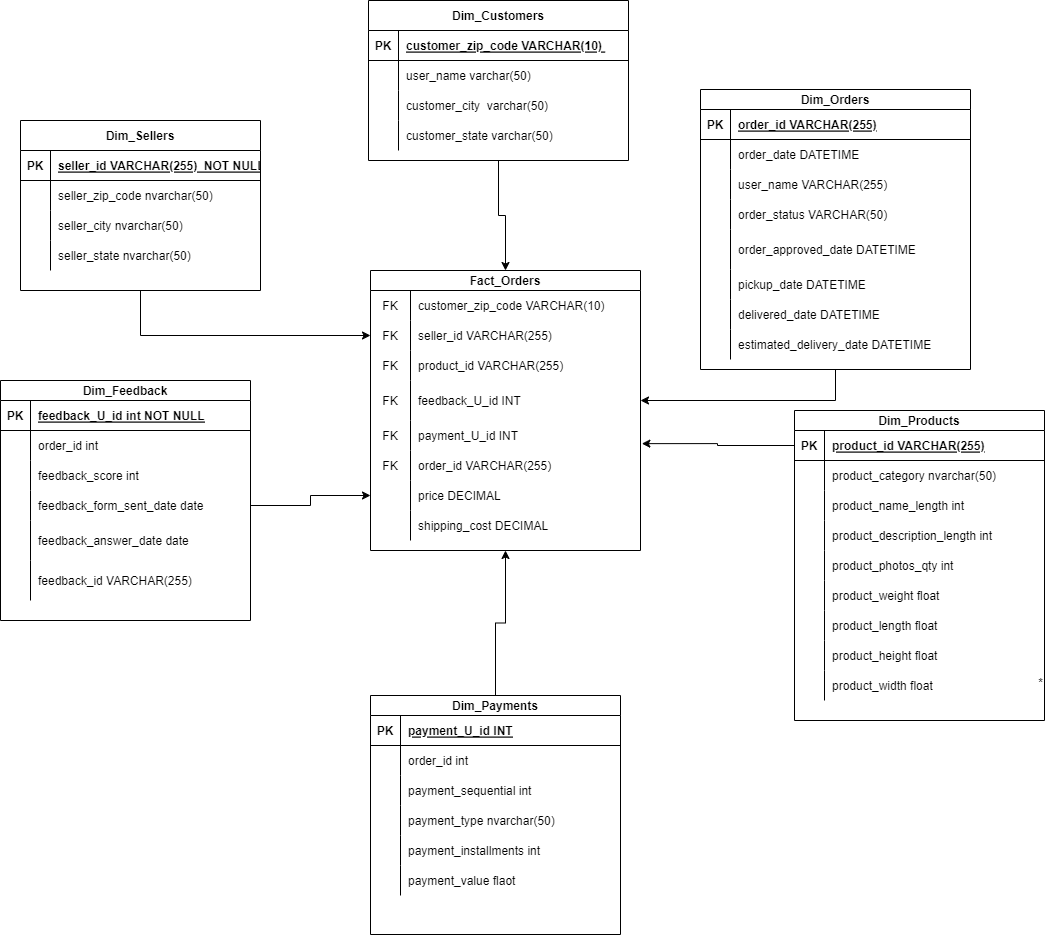 Dim_Customers
PK customer_zip_code VARCHAR(10)
user_name varchar(50)
customer_city  varchar(50)
customer_state varchar(50)
Dim_Orders
PK order_id VARCHAR(255)
order_date DATETIME
user_name VARCHAR(255)
order_status VARCHAR(50)
order_approved_date DATETIME
pickup_date DATETIME
delivered_date DATETIME
estimated_delivery_date DATETIME
Dim_Sellers
PK seller_id VARCHAR(255)  NOT NULL
seller_zip_code nvarchar(50)
seller_city nvarchar(50)
seller_state nvarchar(50)
Fact_Orders
FK customer_zip_code VARCHAR(10)
FK seller_id VARCHAR(255)
FK product_id VARCHAR(255)
FK feedback_U_id INT
FK payment_U_id INT
FK order_id VARCHAR(255)
price DECIMAL
shipping_cost DECIMAL
Dim_Feedback
PK feedback_U_id int NOT NULL
order_id int
feedback_score int
feedback_form_sent_date date
feedback_answer_date date
feedback_id VARCHAR(255)
Dim_Products
PK product_id VARCHAR(255)
product_category nvarchar(50)
product_name_length int
product_description_length int
product_photos_qty int
product_weight float
product_length float
product_height float
product_width float *
Dim_Payments
PK payment_U_id INT
order_id int
payment_sequential int
payment_type nvarchar(50)
payment_installments int
payment_value flaot